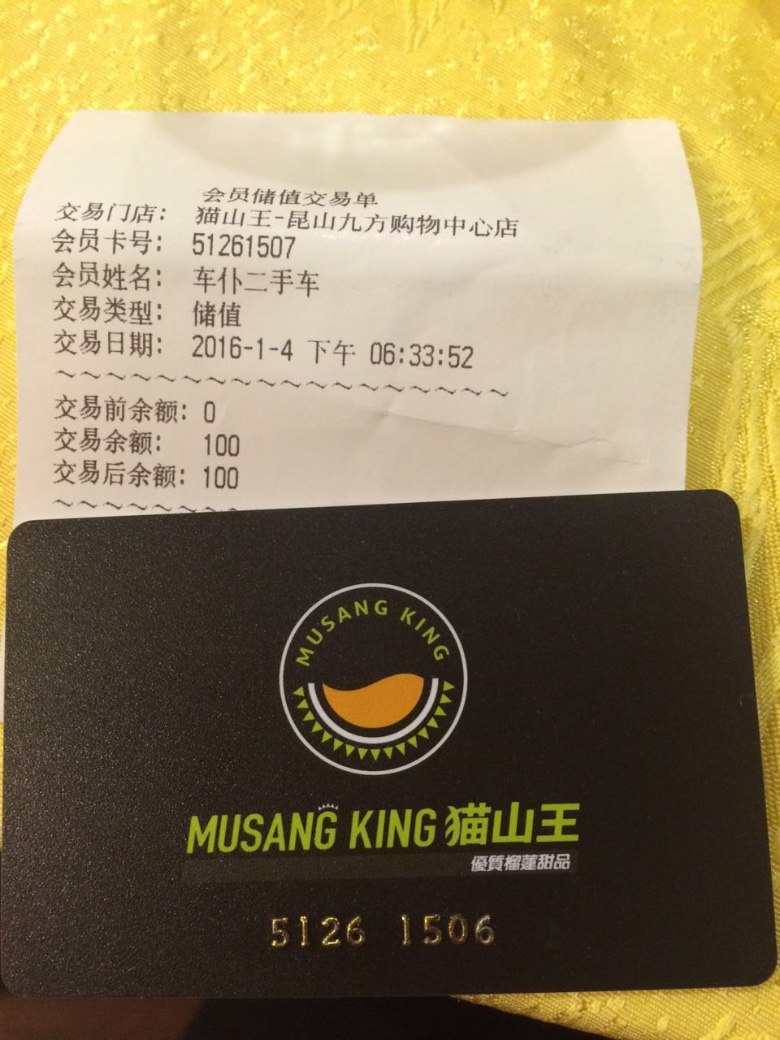 会员储值交易单
交易门店: 猫山王-昆山九方购物中心店
会员卡号: 51261507
会员姓名: 车仆二手车
交易类型: 储值
交易日期: 2016-1-4 下午 06:33:52
~~~~~~~~~~~~~~~~~~~~~~
交易前余额: 0
交易余额: 100
交易后余额: 100
~~~~~~~~~
MUSANG KING
MUSANG KING 猫山王
優質榴蓮甜品
5126 1506